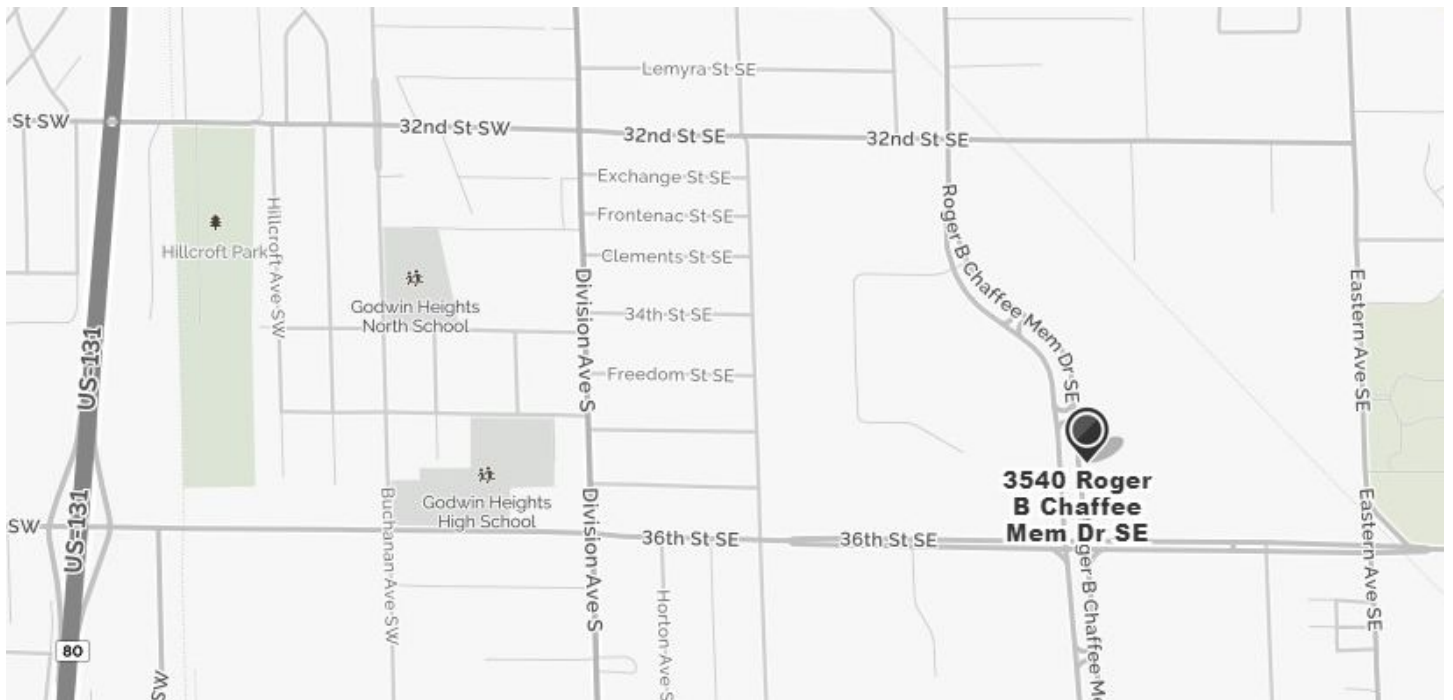 Lemyra St SE
St SW
32nd St SW
32nd St SE
32nd St SE
Exchange St SE
Roger B Chaffee Mem Dr SE
Hillcroft Ave SW
Frontenac St SE
Hillcroft Park
Clements St SE
Division Ave S
Eastern Ave SE
Godwin Heights
North School
34th St SE
US-131
Freedom St SE
3540 Roger
B Chaffee
Mem Dr SE
US-131
Buchanan Ave SW
Godwin Heights
High School
Division Ave S
Eastern Ave SE
SW
36th St SE
36th St SE
ger B Chaffee Me
Horton Ave S
80
SW